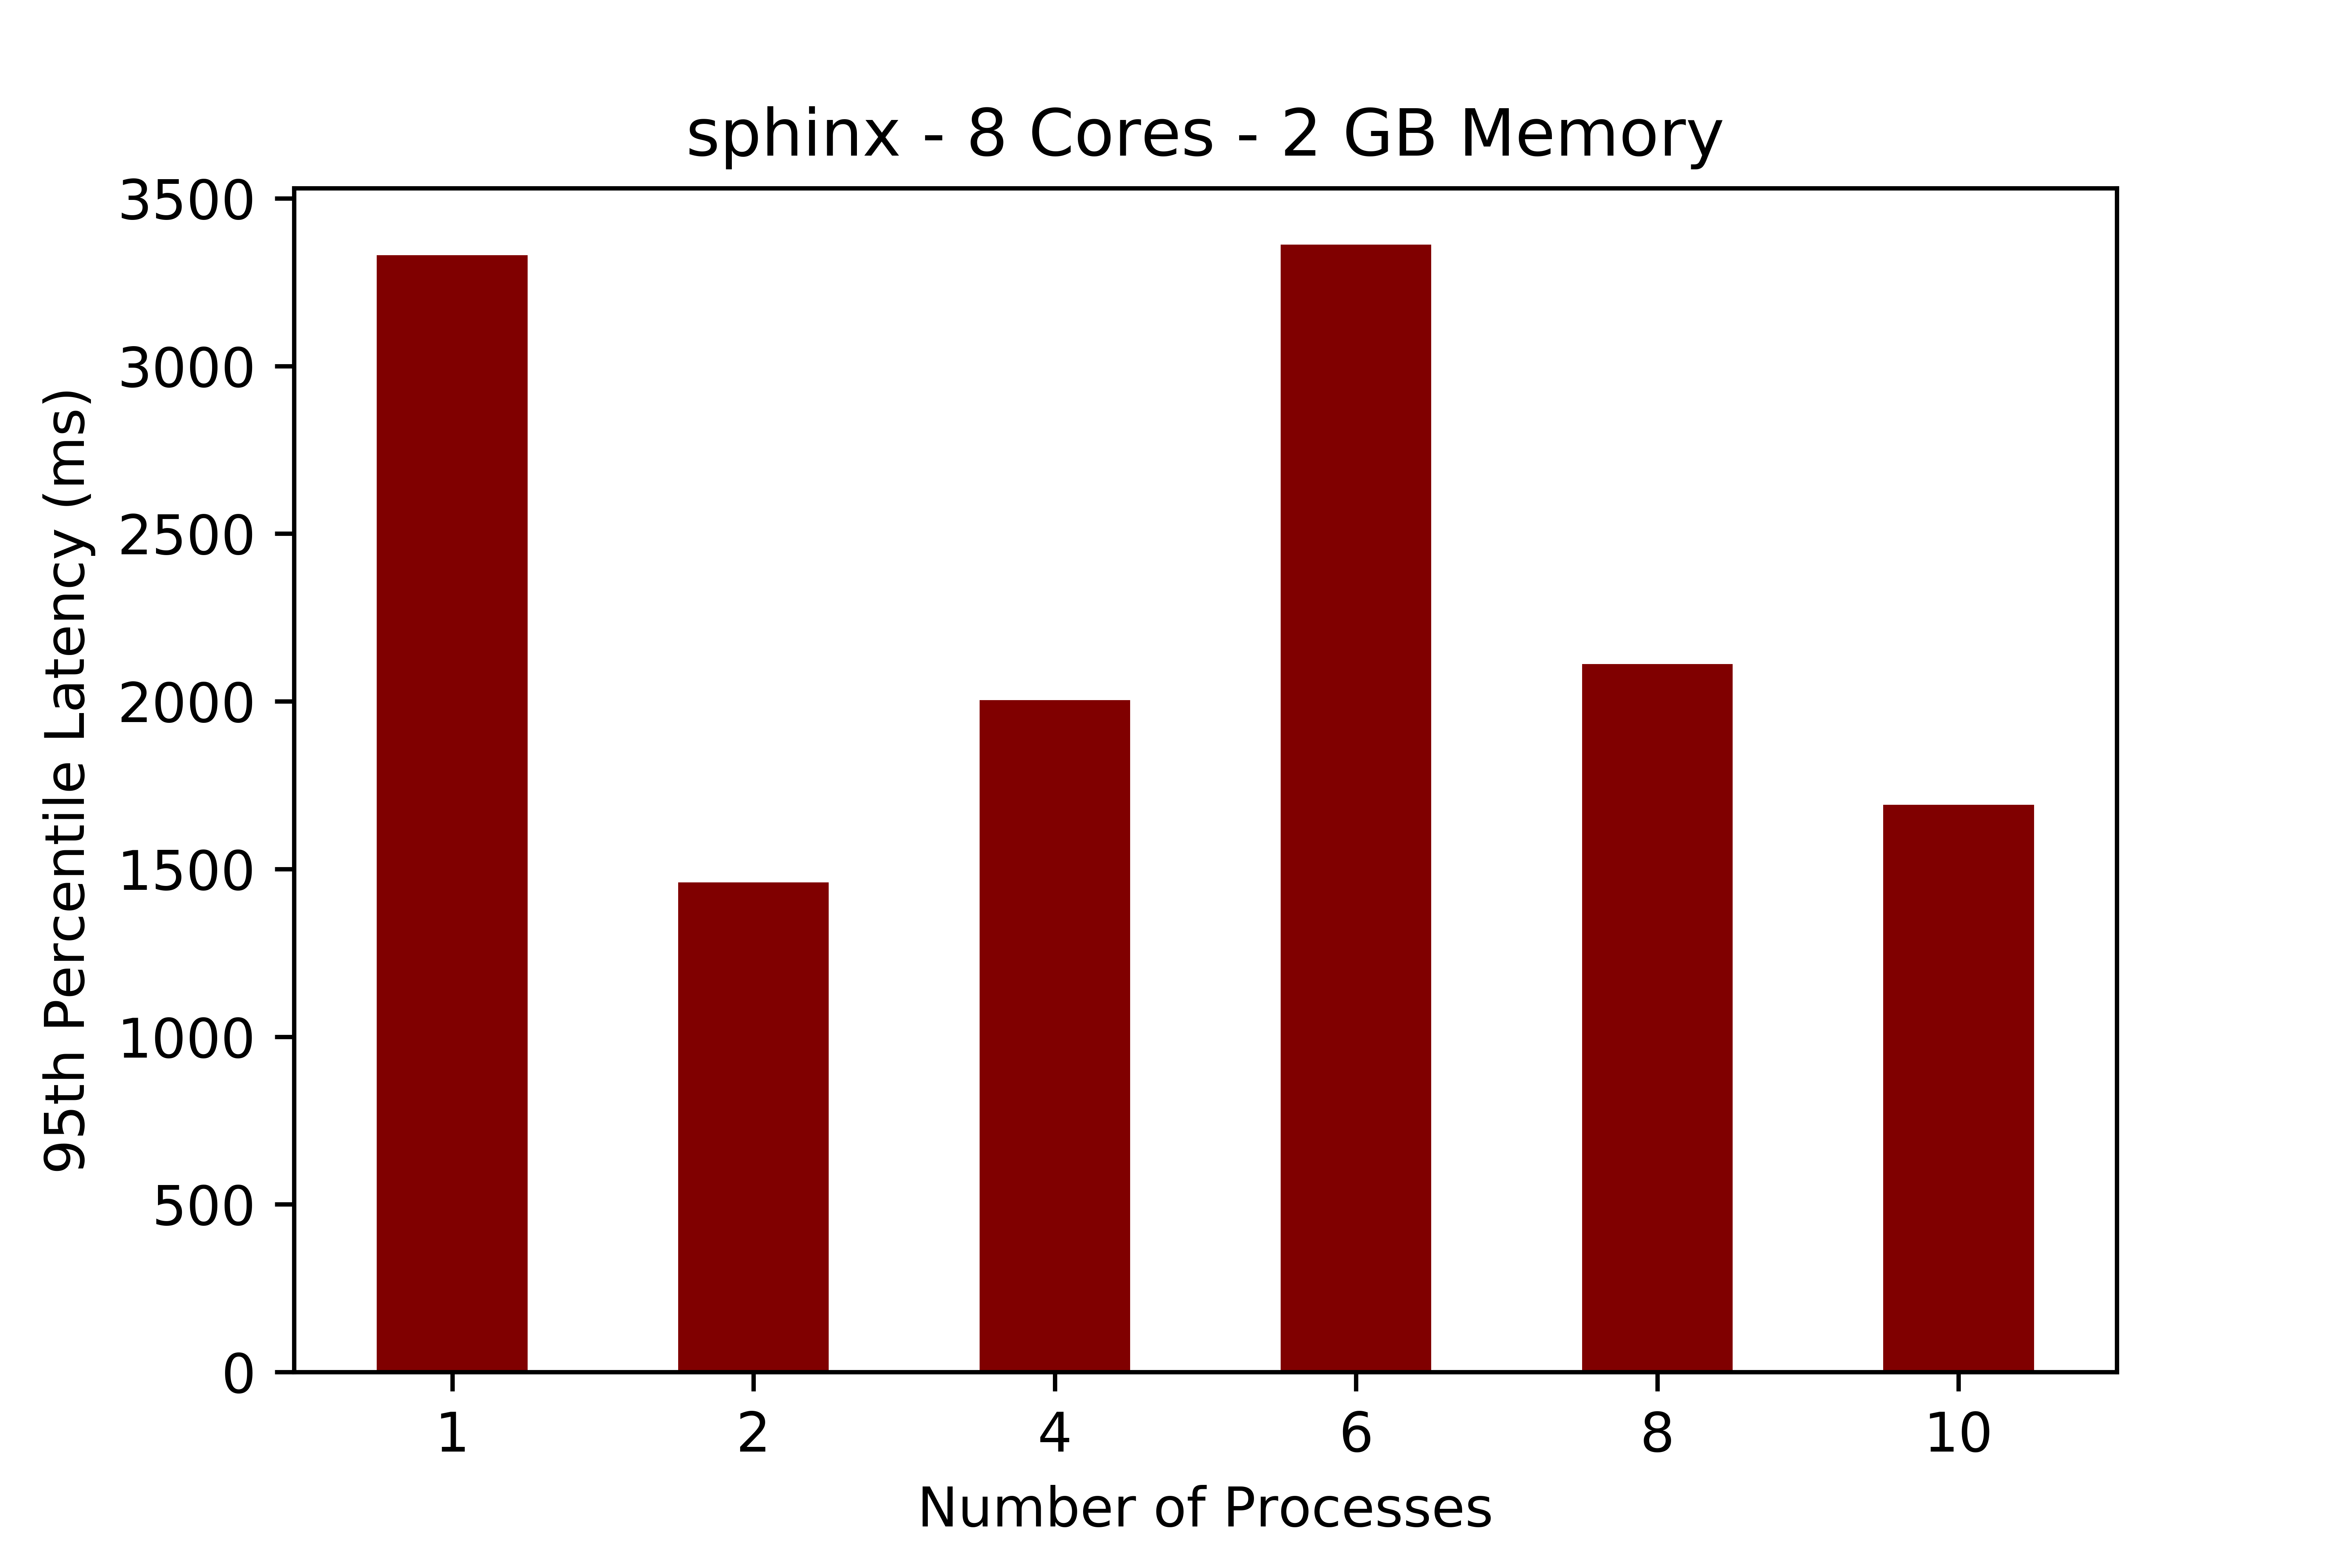 sphinx - 8 Cores - 2 GB Memory
95th Percentile Latency (ms)
3500
3000
2500
2000
1500
1000
500
0
1 2 4 6 8 10
Number of Processes